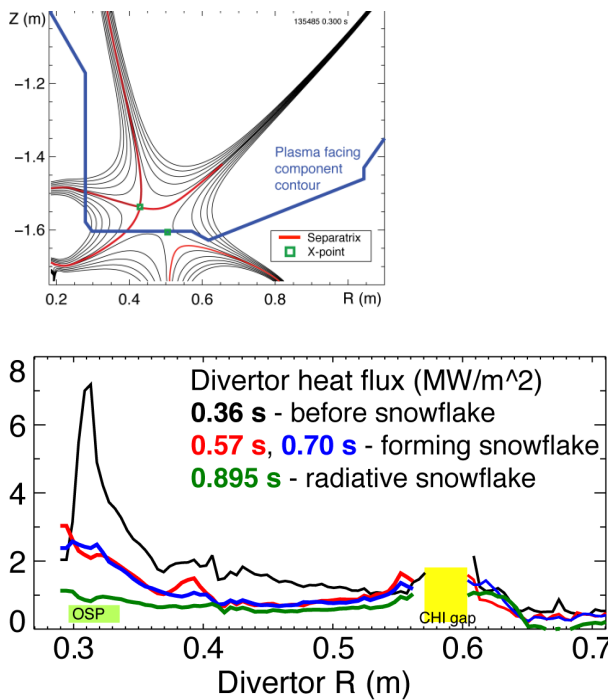 Z (m)
135485 0.300 s
-1.2
-1.4
-1.6
Plasma facing
component
contour
Separatrix
X-point
0.2 0.4 0.6 0.8 R (m)
8
6
4
2
0
Divertor heat flux (MW/m^2)
0.36 s - before snowflake
0.57 s, 0.70 s - forming snowflake
0.895 s - radiative snowflake
OSP
CHI gap
0.3 0.4 0.5 0.6 0.7
Divertor R (m)